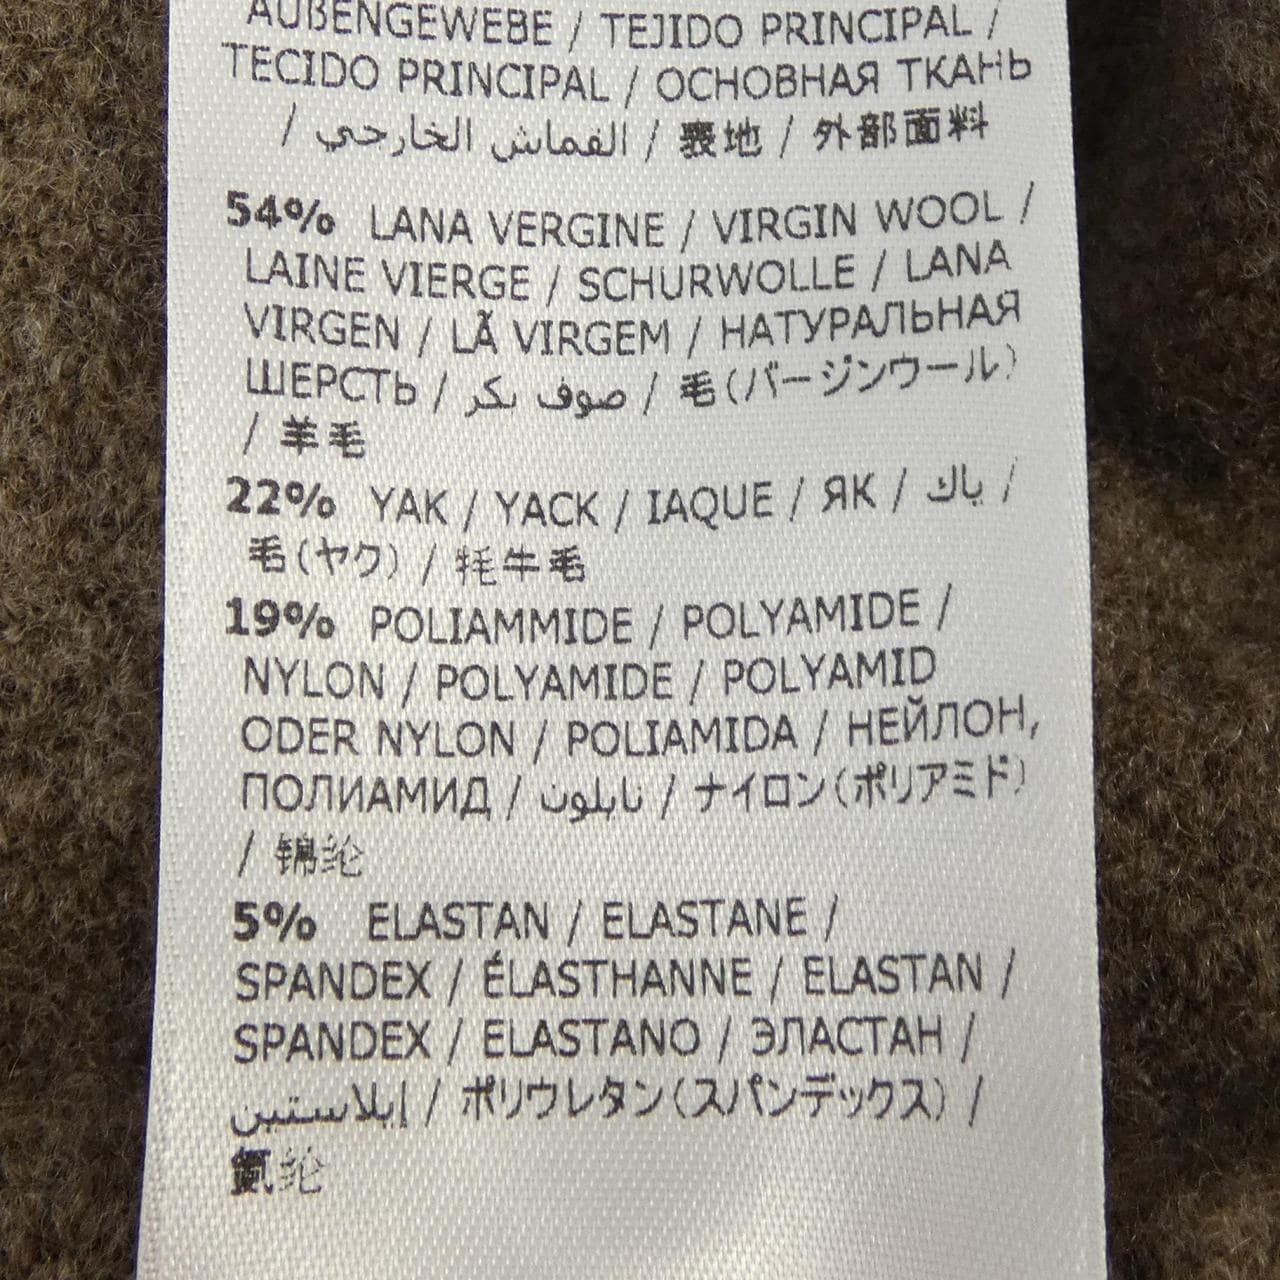 AUßENGEWEBE / TEJIDO PRINCIPAL /
TECIDO PRINCIPAL / ОСНОВНАЯ ТКАНЬ
/ القماش الخارجي / 表地 / 外部面料
54% LANA VERGINE / VIRGIN WOOL /
LAINE VIERGE / SCHURWOLLE / LANA
VIRGEN / LÃ VIRGEM / НАТУРАЛЬНАЯ
ШЕРСТЬ / صوف بكر / 毛(バージンウール)
/ 羊毛
22% YAK / YACK / IAQUE / ЯК / ياك /
毛(ヤク) / 牦牛毛
19% POLIAMMIDE / POLYAMIDE /
NYLON / POLYAMIDE / POLYAMID
ODER NYLON / POLIAMIDA / НЕЙЛОН,
ПОЛИАМИД / نايلون / ナイロン(ポリアミド)
/ 锦纶
5% ELASTAN / ELASTANE /
SPANDEX / ÉLASTHANNE / ELASTAN /
SPANDEX / ELASTANO / ЭЛАСТАН /
إيلاستين / ポリウレタン(スパンデックス) /
氨纶